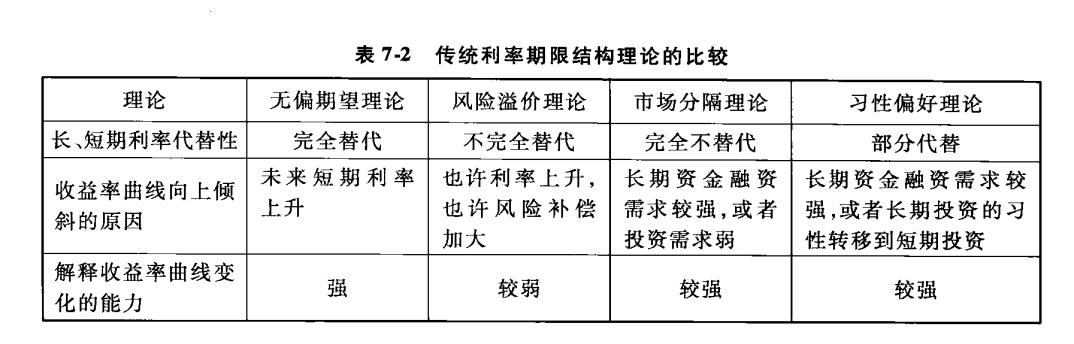 表 7-2 传统利率期限结构理论的比较
理论 无偏期望理论 风险溢价理论 市场分隔理论 习性偏好理论
长、短期利率代替性 完全替代 不完全替代 完全不替代 部分代替
收益率曲线向上倾
斜的原因
未来短期利率
上升
也许利率上升,
也许风险补偿
加大
长期资金融资
需求较强,或者
投资需求弱
长期资金融资需求较
强,或者长期投资的习
性转移到短期投资
解释收益率曲线变
化的能力
强 较弱 较强 较强